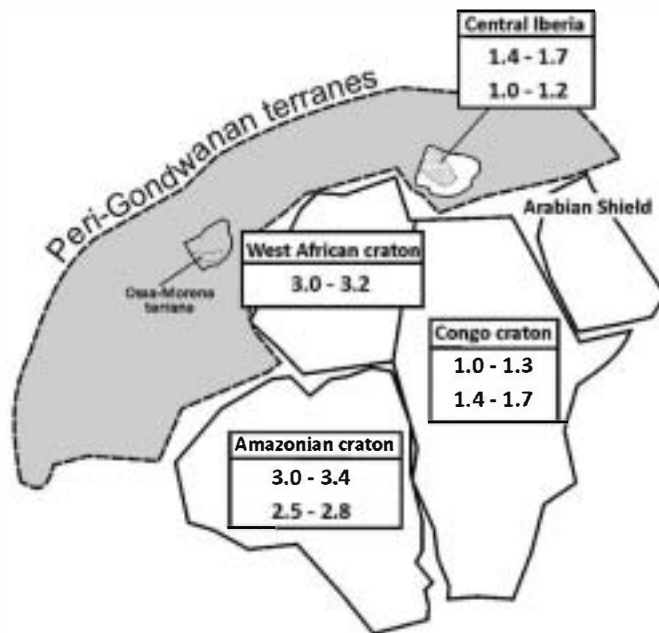 Central Iberia
1.4 - 1.7
1.0 - 1.2
Peri-Gondwanan terranes
Arabian Shield
West African craton
3.0 - 3.2
Ossa-Morena
terrane
Congo craton
1.0 - 1.3
1.4 - 1.7
Amazonian craton
3.0 - 3.4
2.5 - 2.8